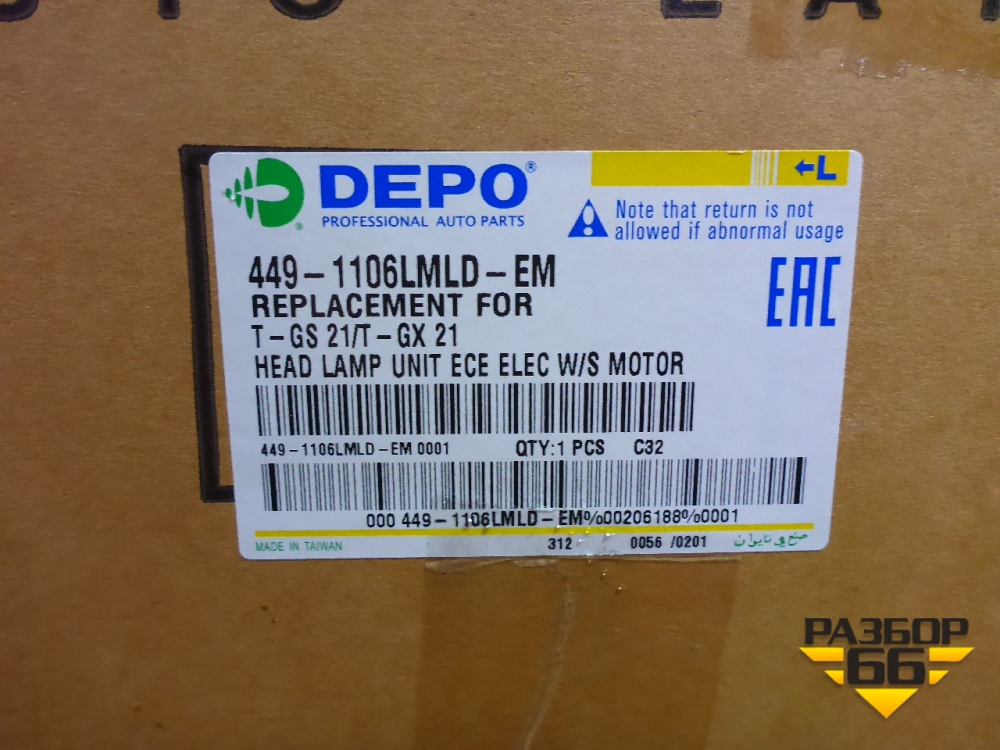 DEPO®
PROFESSIONAL AUTO PARTS
←L
Note that return is not
allowed if abnormal usage
449-1106LMLD-EM
REPLACEMENT FOR
T-GS 21/T-GX 21
HEAD LAMP UNIT ECE ELEC W/S MOTOR
EAC
449-1106LMLD-EM 0001 QTY:1 PCS C32
000 449-1106LMLD-EM%00206188%0001
MADE IN TAIWAN 312 0056 /0201 صنع في تايوان
РАЗБОР
66